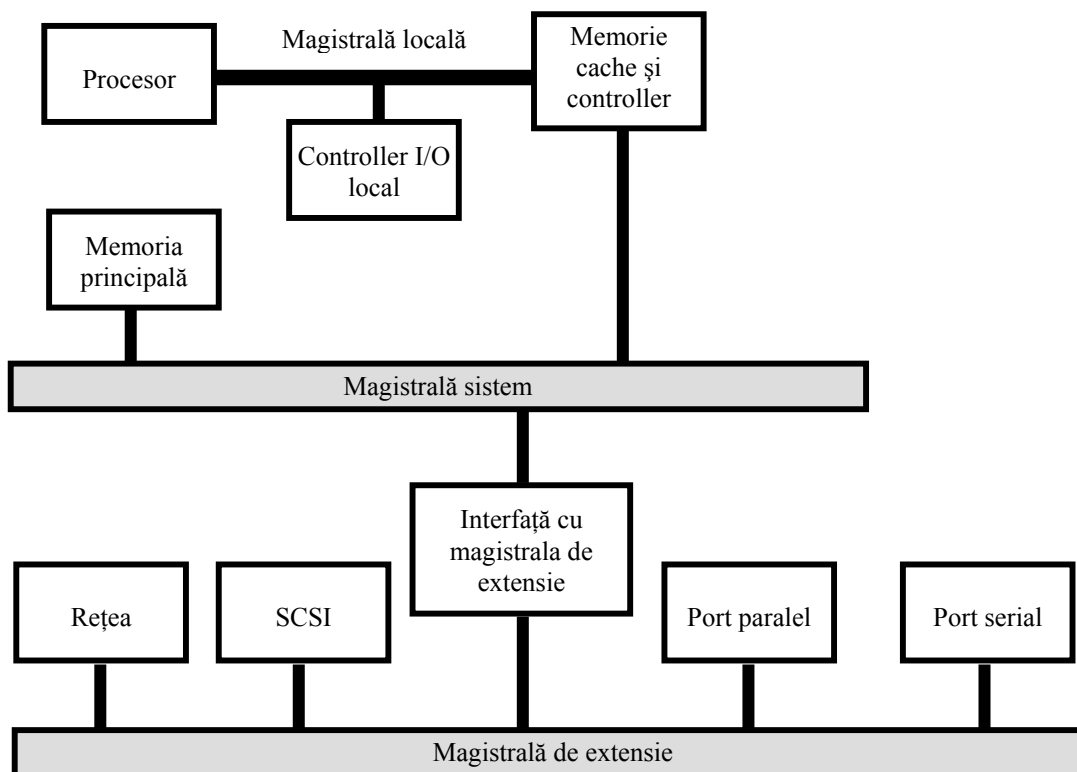 Magistrală locală
Procesor
Memorie
cache şi
controller
Controller I/O
local
Memoria
principală
Magistrală sistem
Interfață cu
magistrala de
extensie
Rețea
SCSI
Port paralel
Port serial
Magistrală de extensie